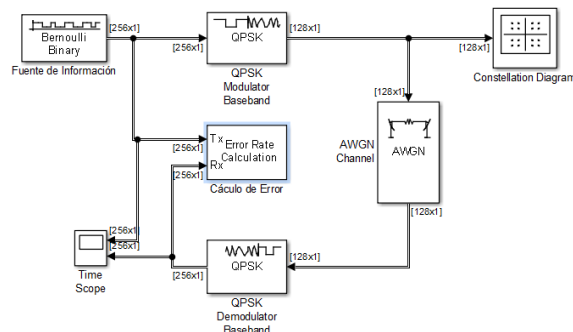 Bernoulli
Binary
Fuente de Información
[256x1]
[256x1]
QPSK
QPSK
Modulator
Baseband
[128x1]
[128x1]
Constellation Diagram
[128x1]
AWGN
AWGN
Channel
[128x1]
Tx
Rx
Error Rate
Calculation
[256x1]
[256x1]
Cáculo de Error
[256x1]
[256x1]
Time
Scope
[256x1]
QPSK
[128x1]
QPSK
Demodulator
Baseband